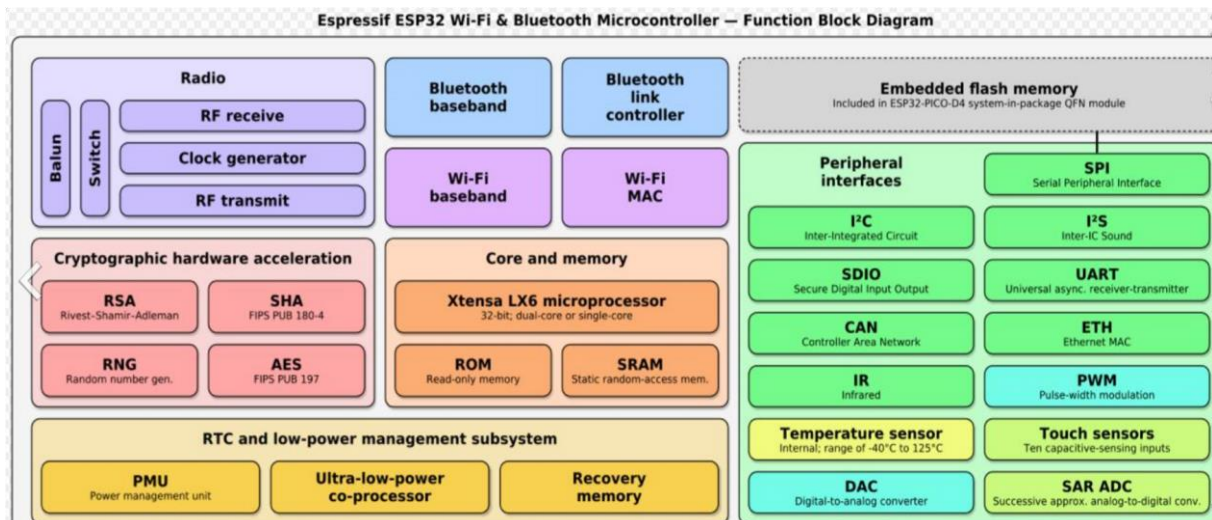 Espressif ESP32 Wi-Fi & Bluetooth Microcontroller — Function Block Diagram
Radio
Balun
Switch
RF receive
Clock generator
RF transmit
Bluetooth
baseband
Bluetooth
link
controller
Wi-Fi
baseband
Wi-Fi
MAC
Embedded flash memory
Included in ESP32-PICO-D4 system-in-package QFN module
Cryptographic hardware acceleration
RSA
Rivest–Shamir–Adleman
SHA
FIPS PUB 180-4
RNG
Random number gen.
AES
FIPS PUB 197
Core and memory
Xtensa LX6 microprocessor
32-bit; dual-core or single-core
ROM
Read-only memory
SRAM
Static random-access mem.
RTC and low-power management subsystem
PMU
Power management unit
Ultra-low-power
co-processor
Recovery
memory
Peripheral
interfaces
SPI
Serial Peripheral Interface
I²C
Inter-Integrated Circuit
I²S
Inter-IC Sound
SDIO
Secure Digital Input Output
UART
Universal async. receiver-transmitter
CAN
Controller Area Network
ETH
Ethernet MAC
IR
Infrared
PWM
Pulse-width modulation
Temperature sensor
Internal; range of -40°C to 125°C
Touch sensors
Ten capacitive-sensing inputs
DAC
Digital-to-analog converter
SAR ADC
Successive approx. analog-to-digital conv.